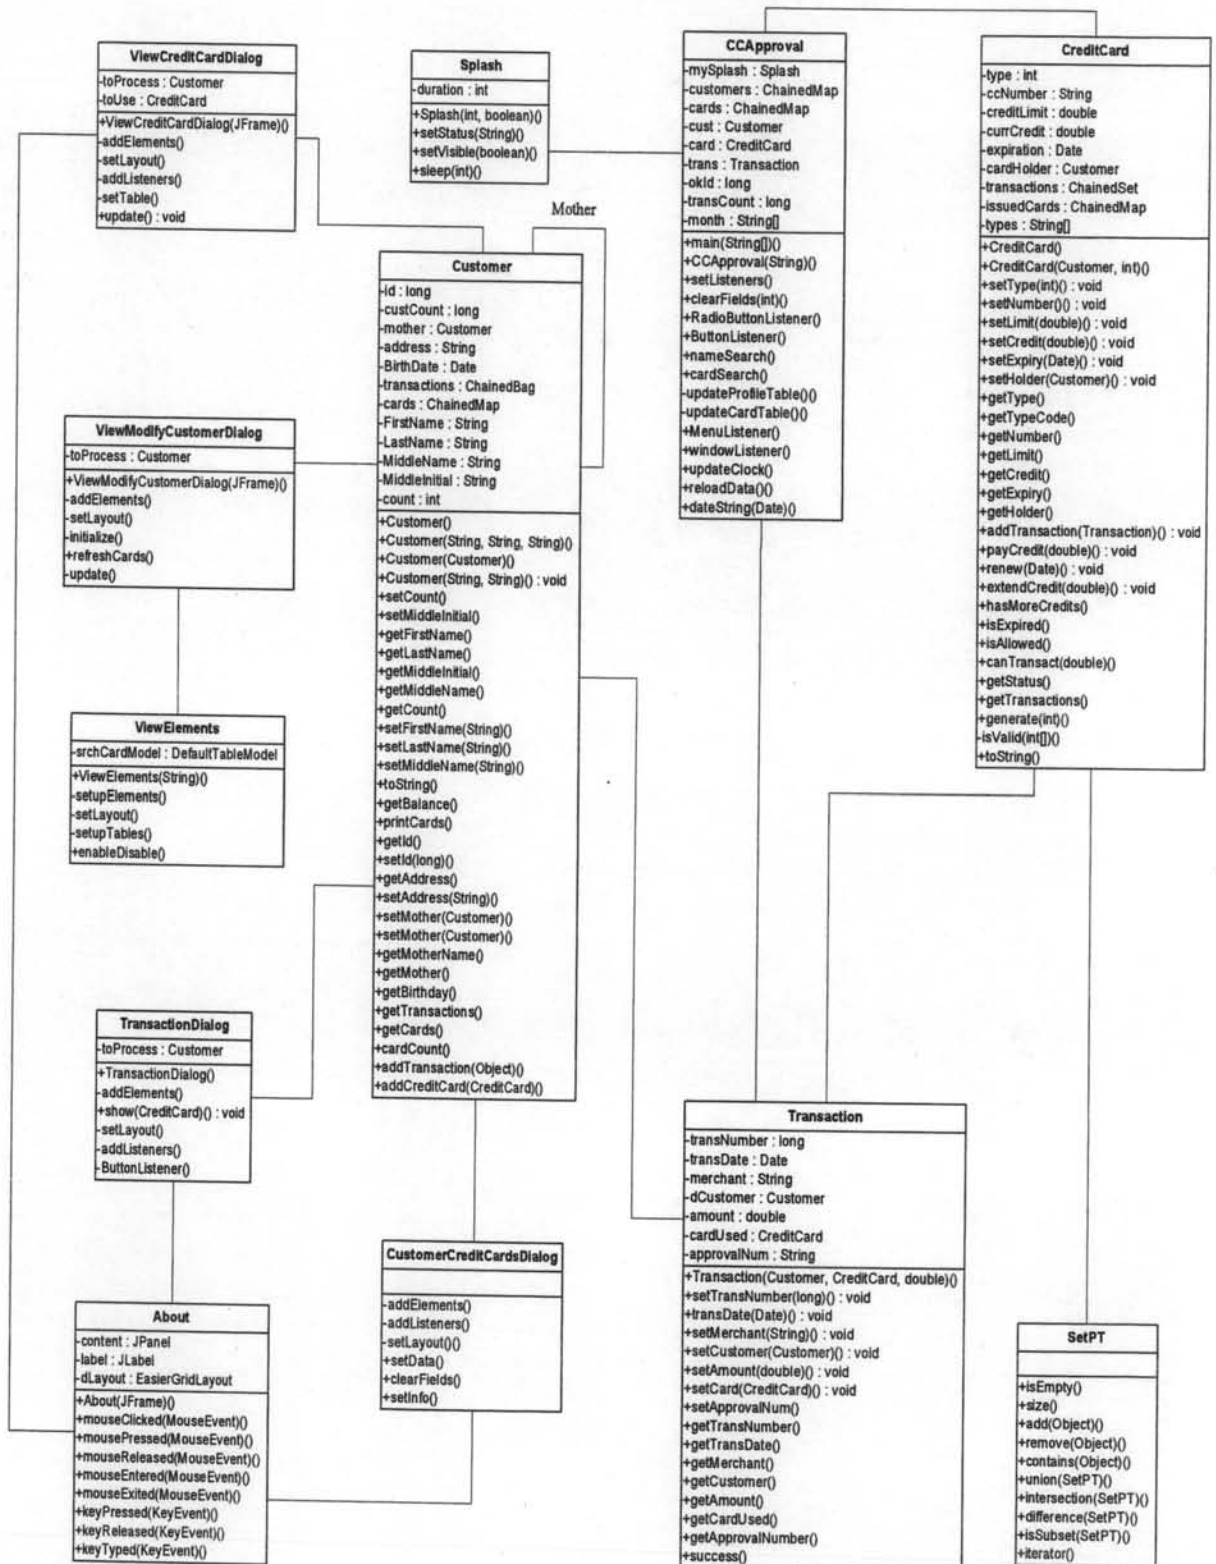 ViewCreditCardDialog
-toProcess : Customer
-toUse : CreditCard
+ViewCreditCardDialog(JFrame)()
-addElements()
-setLayout()
-addListeners()
-setTable()
+update() : void
Splash
-duration : int
+Splash(int, boolean)()
+setStatus(String)()
+setVisible(boolean)()
+sleep(int)()
CCApproval
-mySplash : Splash
-customers : ChainedMap
-cards : ChainedMap
-cust : Customer
-card : CreditCard
-trans : Transaction
-okId : long
-transCount : long
-month : String[]
+main(String[])()
+CCApproval(String)()
+setListeners()
+clearFields(int)()
+RadioButtonListener()
+ButtonListener()
+nameSearch()
+cardSearch()
-updateProfileTable()()
-updateCardTable()()
+MenuListener()
+windowListener()
+updateClock()
+reloadData()()
+dateString(Date)()
CreditCard
-type : int
-ccNumber : String
-creditLimit : double
-currCredit : double
-expiration : Date
-cardHolder : Customer
-transactions : ChainedSet
-issuedCards : ChainedMap
-types : String[]
+CreditCard()
+CreditCard(Customer, int)()
+setType(int)() : void
+setNumber()() : void
+setLimit(double)() : void
+setCredit(double)() : void
+setExpiry(Date)() : void
+setHolder(Customer)() : void
+getType()
+getTypeCode()
+getNumber()
+getLimit()
+getCredit()
+getExpiry()
+getHolder()
+addTransaction(Transaction)() : void
+payCredit(double)() : void
+renew(Date)() : void
+extendCredit(double)() : void
+hasMoreCredits()
+isExpired()
+isAllowed()
+canTransact(double)()
+getStatus()
+getTransactions()
+generate(int)()
-isValid(int[])()
+toString()
Mother
Customer
-id : long
-custCount : long
-mother : Customer
-address : String
-BirthDate : Date
-transactions : ChainedBag
-cards : ChainedMap
-FirstName : String
-LastName : String
-MiddleName : String
-MiddleInitial : String
-count : int
+Customer()
+Customer(String, String, String)()
+Customer(Customer)()
+Customer(String, String)() : void
+setCount()
+setMiddleInitial()
+getFirstName()
+getLastName()
+getMiddleInitial()
+getMiddleName()
+getCount()
+setFirstName(String)()
+setLastName(String)()
+setMiddleName(String)()
+toString()
+getBalance()
+printCards()
+getId()
+setId(long)()
+getAddress()
+setAddress(String)()
+setMother(Customer)()
+setMother(Customer)()
+getMotherName()
+getMother()
+getBirthday()
+getTransactions()
+getCards()
+cardCount()
+addTransaction(Object)()
+addCreditCard(CreditCard)()
ViewModifyCustomerDialog
-toProcess : Customer
+ViewModifyCustomerDialog(JFrame)()
-addElements()
-setLayout()
-initialize()
+refreshCards()
-update()
ViewElements
-srchCardModel : DefaultTableModel
+ViewElements(String)()
-setupElements()
-setLayout()
-setupTables()
+enableDisable()
TransactionDialog
-toProcess : Customer
+TransactionDialog()
-addElements()
+show(CreditCard)() : void
-setLayout()
-addListeners()
-ButtonListener()
About
-content : JPanel
-label : JLabel
-dLayout : EasierGridLayout
+About(JFrame)()
+mouseClicked(MouseEvent)()
+mousePressed(MouseEvent)()
+mouseReleased(MouseEvent)()
+mouseEntered(MouseEvent)()
+mouseExited(MouseEvent)()
+keyPressed(KeyEvent)()
+keyReleased(KeyEvent)()
+keyTyped(KeyEvent)()
CustomerCreditCardsDialog
-addElements()
-addListeners()
-setLayout()()
+setData()
+clearFields()
+setInfo()
Transaction
-transNumber : long
-transDate : Date
-merchant : String
-dCustomer : Customer
-amount : double
-cardUsed : CreditCard
-approvalNum : String
+Transaction(Customer, CreditCard, double)()
+setTransNumber(long)() : void
+transDate(Date)() : void
+setMerchant(String)() : void
+setCustomer(Customer)() : void
+setAmount(double)() : void
+setCard(CreditCard)() : void
+setApprovalNum()
+getTransNumber()
+getTransDate()
+getMerchant()
+getCustomer()
+getAmount()
+getCardUsed()
+getApprovalNumber()
+success()
SetPT
+isEmpty()
+size()
+add(Object)()
+remove(Object)()
+contains(Object)()
+union(SetPT)()
+intersection(SetPT)()
+difference(SetPT)()
+isSubset(SetPT)()
+iterator()